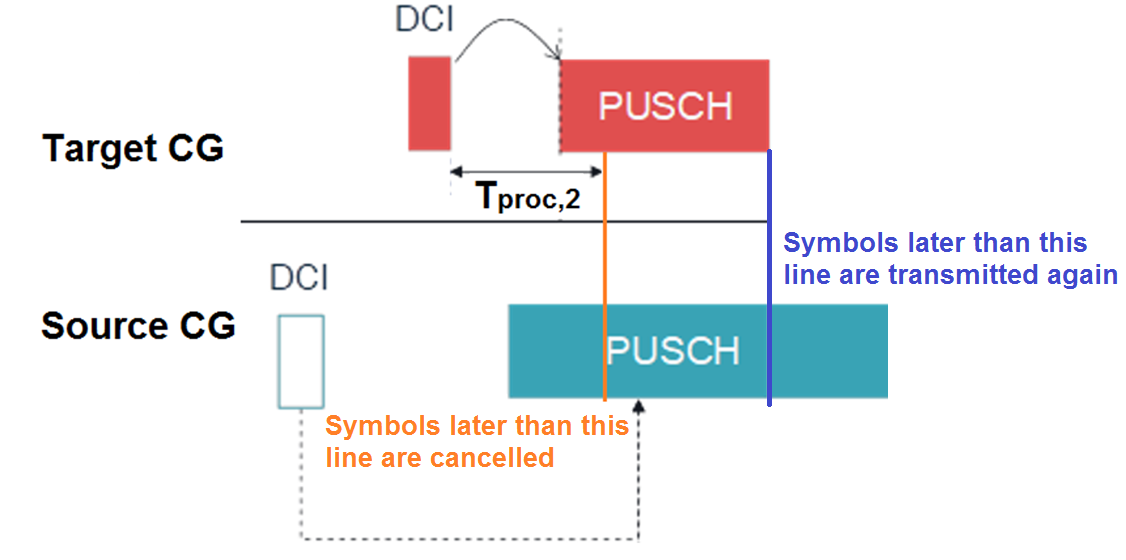 DCI
PUSCH
Target CG
Tproc,2
Symbols later than this
line are transmitted again
DCI
Source CG
PUSCH
Symbols later than this
line are cancelled